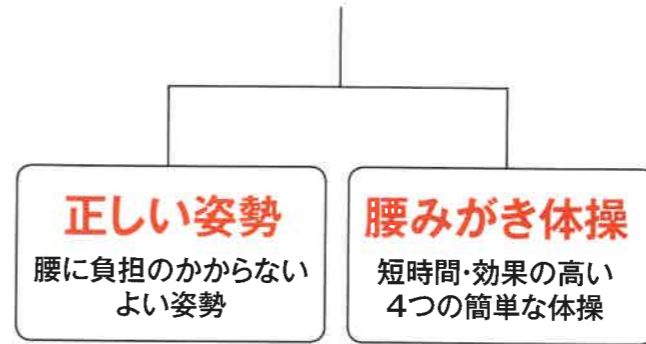 正しい姿勢
腰に負担のかからない
よい姿勢
腰みがき体操
短時間・効果の高い
4つの簡単な体操